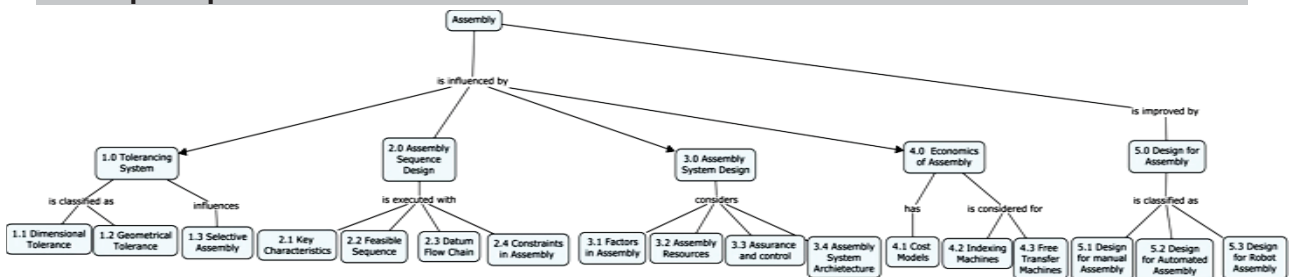 Assembly
is influenced by
is improved by
1.0 Tolerancing
System
2.0 Assembly
Sequence
Design
3.0 Assembly
System Design
4.0 Economics
of Assembly
5.0 Design for
Assembly
is classified as
influences
is executed with
considers
has
is considered for
is classified as
1.1 Dimensional
Tolerance
1.2 Geometrical
Tolerance
1.3 Selective
Assembly
2.1 Key
Characteristics
2.2 Feasible
Sequence
2.3 Datum
Flow Chain
2.4 Constraints
in Assembly
3.1 Factors
in Assembly
3.2 Assembly
Resources
3.3 Assurance
and control
3.4 Assembly
System
Archietecture
4.1 Cost
Models
4.2 Indexing
Machines
4.3 Free
Transfer
Machines
5.1 Design
for manual
Assembly
5.2 Design
for Automated
Assembly
5.3 Design
for Robot
Assembly